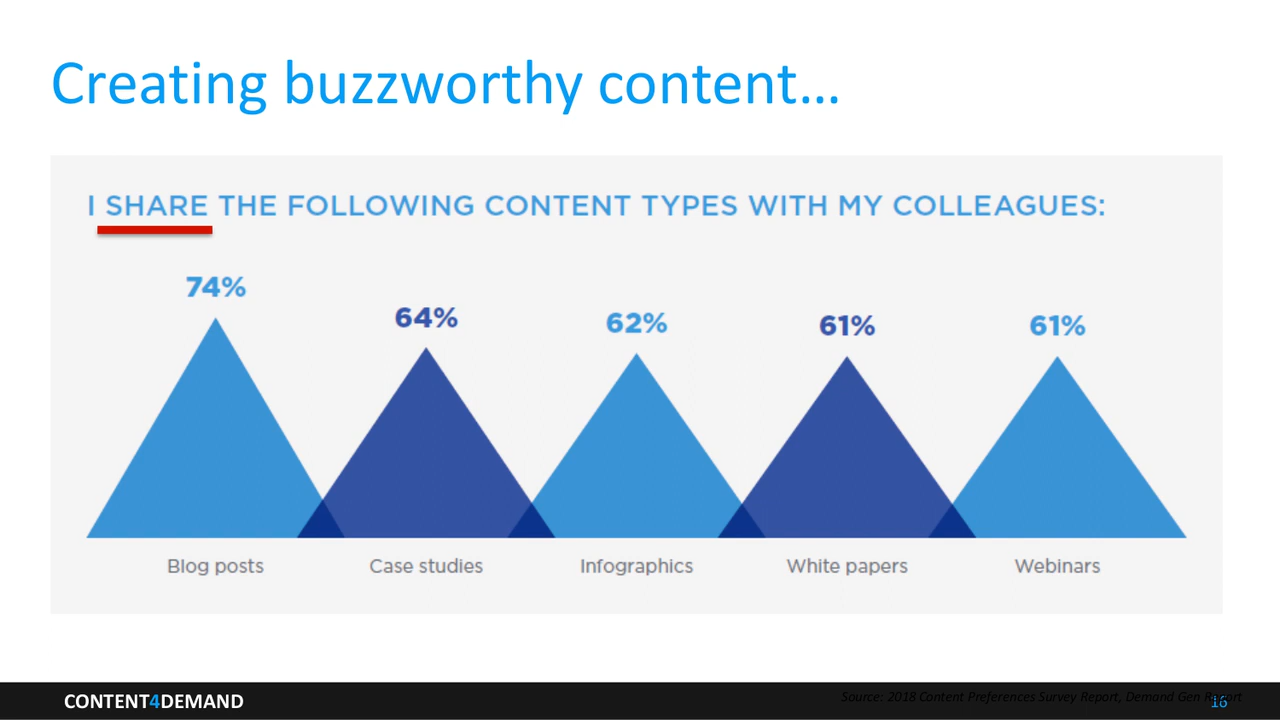 Creating buzzworthy content...
I SHARE THE FOLLOWING CONTENT TYPES WITH MY COLLEAGUES:
74%
64%
62%
61%
61%
Blog posts
Case studies
Infographics
White papers
Webinars
CONTENT4DEMAND
Source: 2018 Content Preferences Survey Report, Demand Gen Report
16